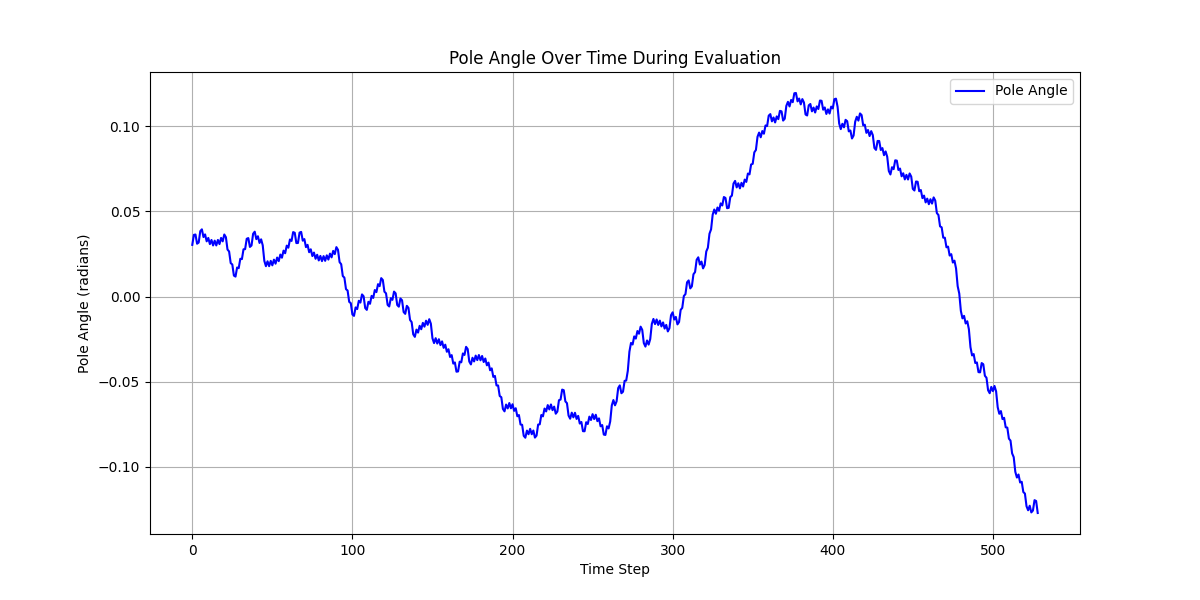 Pole Angle Over Time During Evaluation
Pole Angle
Pole Angle (radians)
0.10
0.05
0.00
−0.05
−0.10
0 100 200 300 400 500
Time Step